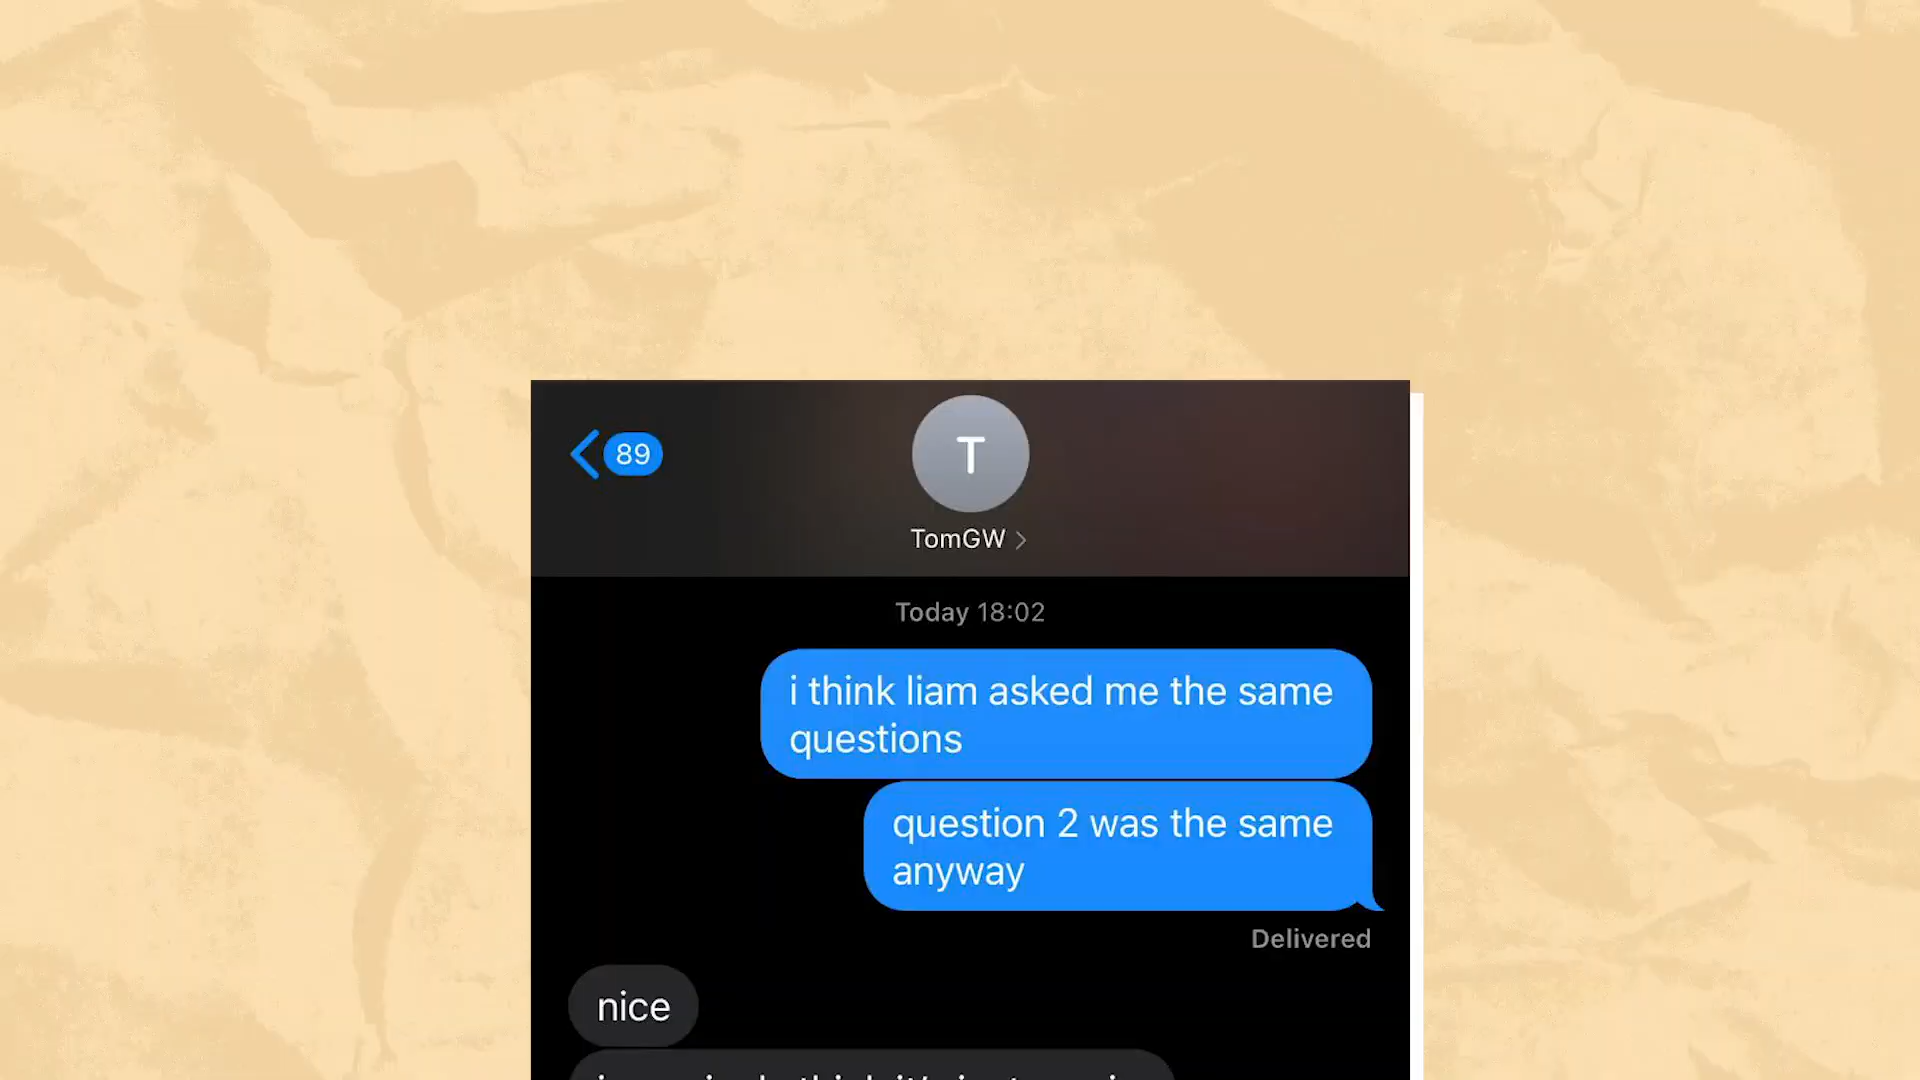 89
T
TomGW
Today 18:02
i think liam asked me the same
questions
question 2 was the same
anyway
Delivered
nice